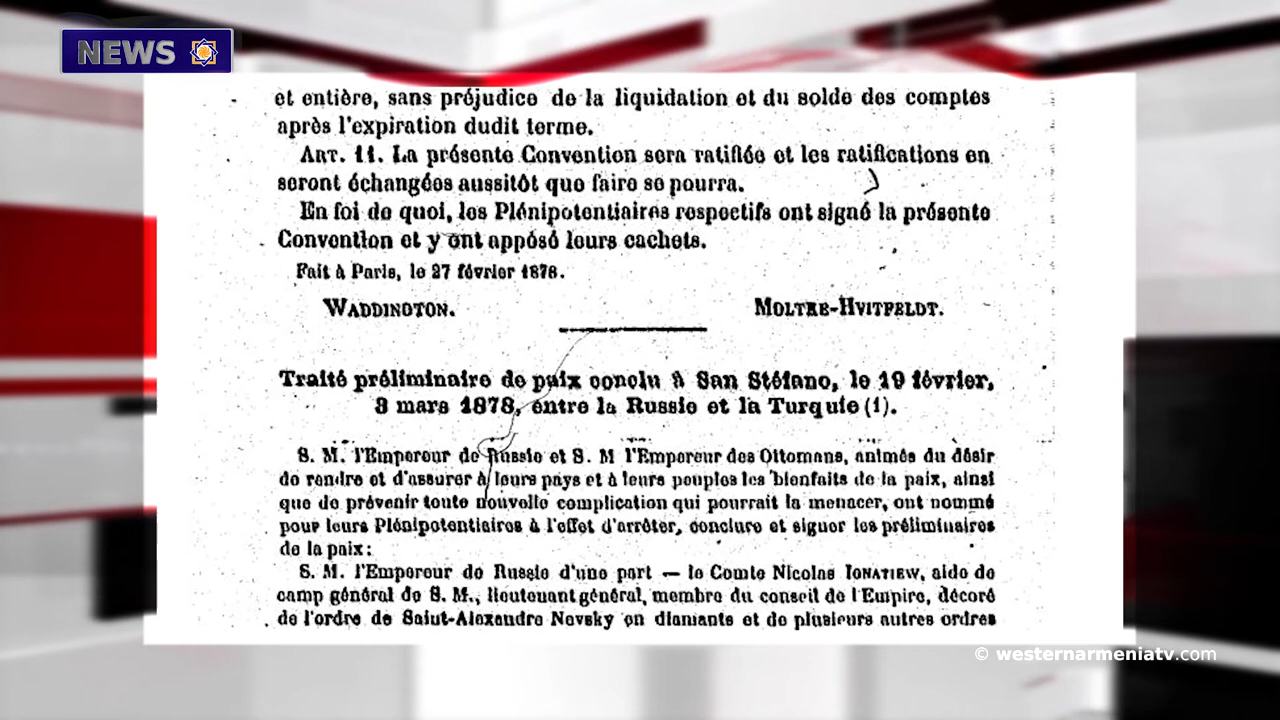 NEWS
et entière, sans préjudice de la liquidation et du solde des comptes
après l'expiration dudit terme.
ART. 11. La présente Convention sera ratifiée et les ratifications en
seront échangées aussitôt que faire se pourra.
En foi de quoi, les Plénipotentiaires respectifs ont signé la présente
Convention et y ont apposé leurs cachets.
Fait à Paris, le 27 février 1878.
WADDINGTON. MOLTKE-HVITFELDT.
Traité préliminaire de paix conclu à San Stéfano, le 19 février,
3 mars 1878, entre la Russie et la Turquie (1).
S. M. l'Empereur de Russie et S. M l'Empereur des Ottomans, animés du désir
de rendre et d'assurer à leurs pays et à leurs peuples les bienfaits de la paix, ainsi
que de prévenir toute nouvelle complication qui pourrait la menacer, ont nommé
pour leurs Plénipotentiaires à l'effet d'arrêter, conclure et signer les préliminaires
de la paix:
S. M. l'Empereur de Russie d'une part — le Comte Nicolas IGNATIEW, aide de
camp général de S. M., lieutenant général, membre du conseil de l'Empire, décoré
de l'ordre de Saint-Alexandre Nevsky en diamants et de plusieurs autres ordres
© westernarmeniatv.com